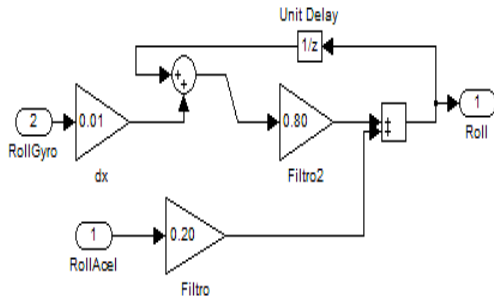 Unit Delay
1/z
+
+
2
RollGyro
0.01
dx
0.80
Filtro2
+
+
1
Roll
1
RollAcel
0.20
Filtro